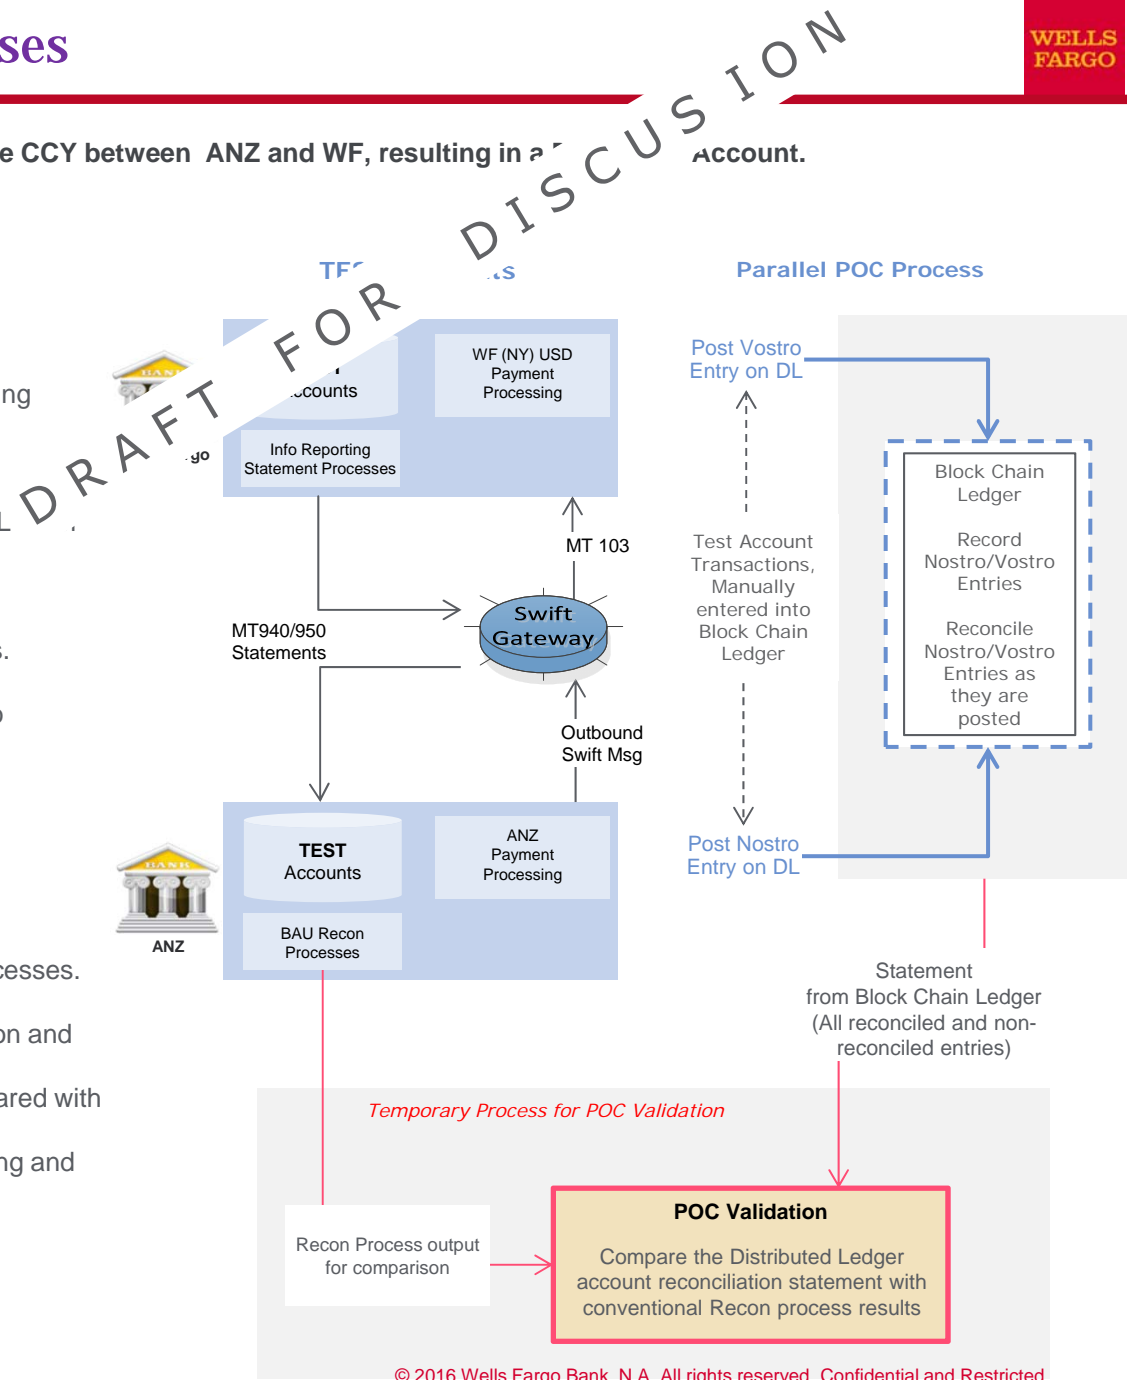 ses
WELLS
FARGO
e CCY between ANZ and WF, resulting in a
Account.
DRAFT FOR DISCUSION
Parallel POC Process
ing
accounts
WF (NY) USD
Payment
Processing
Info Reporting
Statement Processes
go
L
Post Vostro
Entry on DL
Block Chain
Ledger
Record
Nostro/Vostro
Entries
Reconcile
Nostro/Vostro
Entries as
they are
posted
MT 103
Test Account
Transactions,
Manually
entered into
Block Chain
Ledger
Swift
Gateway
MT940/950
Statements
s.
Outbound
Swift Msg
TEST
Accounts
ANZ
Payment
Processing
Post Nostro
Entry on DL
BAU Recon
Processes
ANZ
cesses.
on and
ared with
ng and
Statement
from Block Chain Ledger
(All reconciled and non-
reconciled entries)
Temporary Process for POC Validation
Recon Process output
for comparison
POC Validation
Compare the Distributed Ledger
account reconciliation statement with
conventional Recon process results
© 2016 Wells Fargo Bank, N.A. All rights reserved. Confidential and Restricted